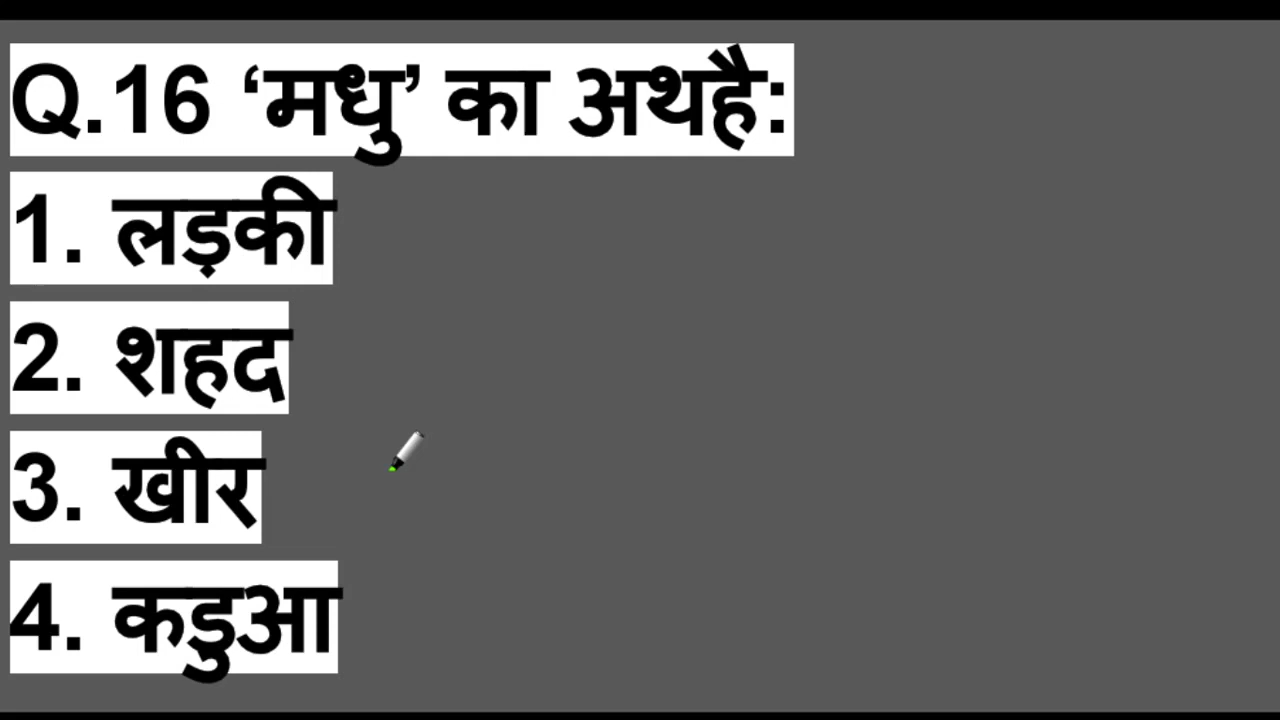 Q.16 ‘मधु’ का अथहै:
1. लड़की
2. शहद
3. खीर
4. कडुआ